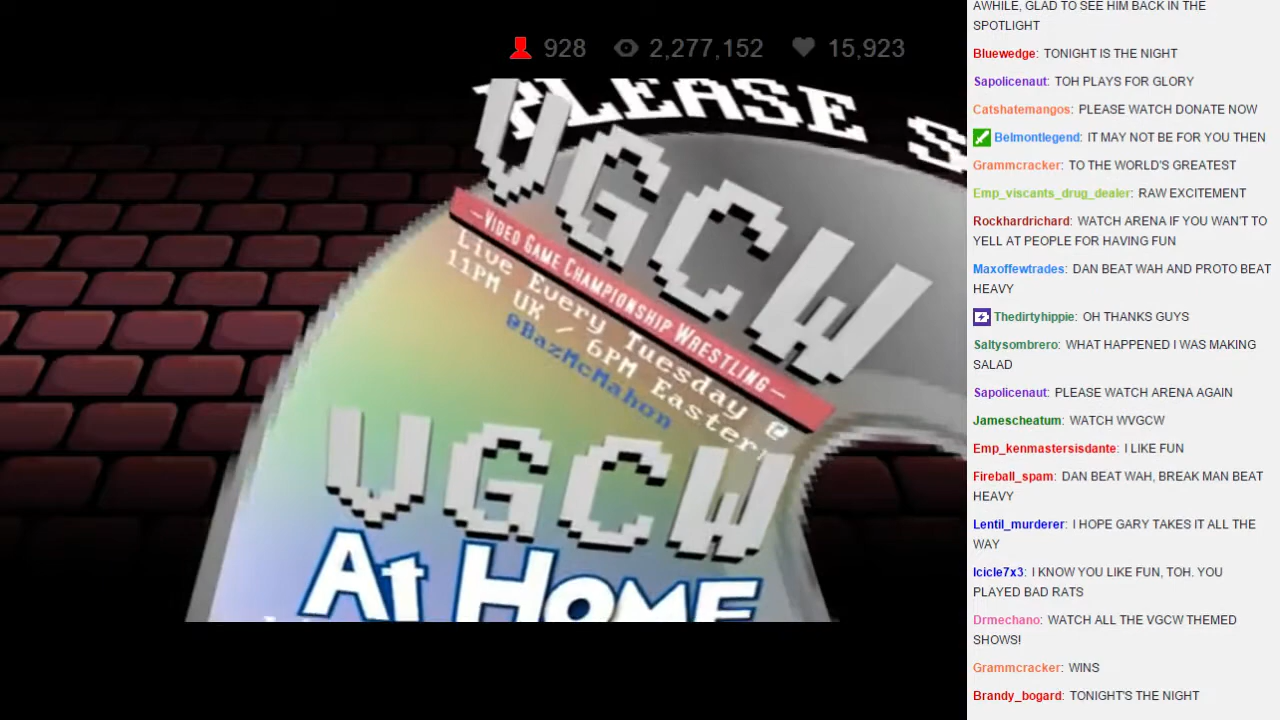 928 2,277,152 15,923
PLEASE S
VGCW
—VIDEO GAME CHAMPIONSHIP WRESTLING—
Live Every Tuesday @
11PM UK / 6PM Eastern!
@BazMcMahon
VGCW
At HOME
AWHILE, GLAD TO SEE HIM BACK IN THE
SPOTLIGHT
Bluewedge: TONIGHT IS THE NIGHT
Sapolicenaut: TOH PLAYS FOR GLORY
Catshatemangos: PLEASE WATCH DONATE NOW
Belmontlegend: IT MAY NOT BE FOR YOU THEN
Grammcracker: TO THE WORLD'S GREATEST
Emp_viscants_drug_dealer: RAW EXCITEMENT
Rockhardrichard: WATCH ARENA IF YOU WAN'T TO
YELL AT PEOPLE FOR HAVING FUN
Maxoffewtrades: DAN BEAT WAH AND PROTO BEAT
HEAVY
Thedirtyhippie: OH THANKS GUYS
Saltysombrero: WHAT HAPPENED I WAS MAKING
SALAD
Sapolicenaut: PLEASE WATCH ARENA AGAIN
Jamescheatum: WATCH WVGCW
Emp_kenmastersisdante: I LIKE FUN
Fireball_spam: DAN BEAT WAH, BREAK MAN BEAT
HEAVY
Lentil_murderer: I HOPE GARY TAKES IT ALL THE
WAY
Icicle7x3: I KNOW YOU LIKE FUN, TOH. YOU
PLAYED BAD RATS
Drmechano: WATCH ALL THE VGCW THEMED
SHOWS!
Grammcracker: WINS
Brandy_bogard: TONIGHT'S THE NIGHT